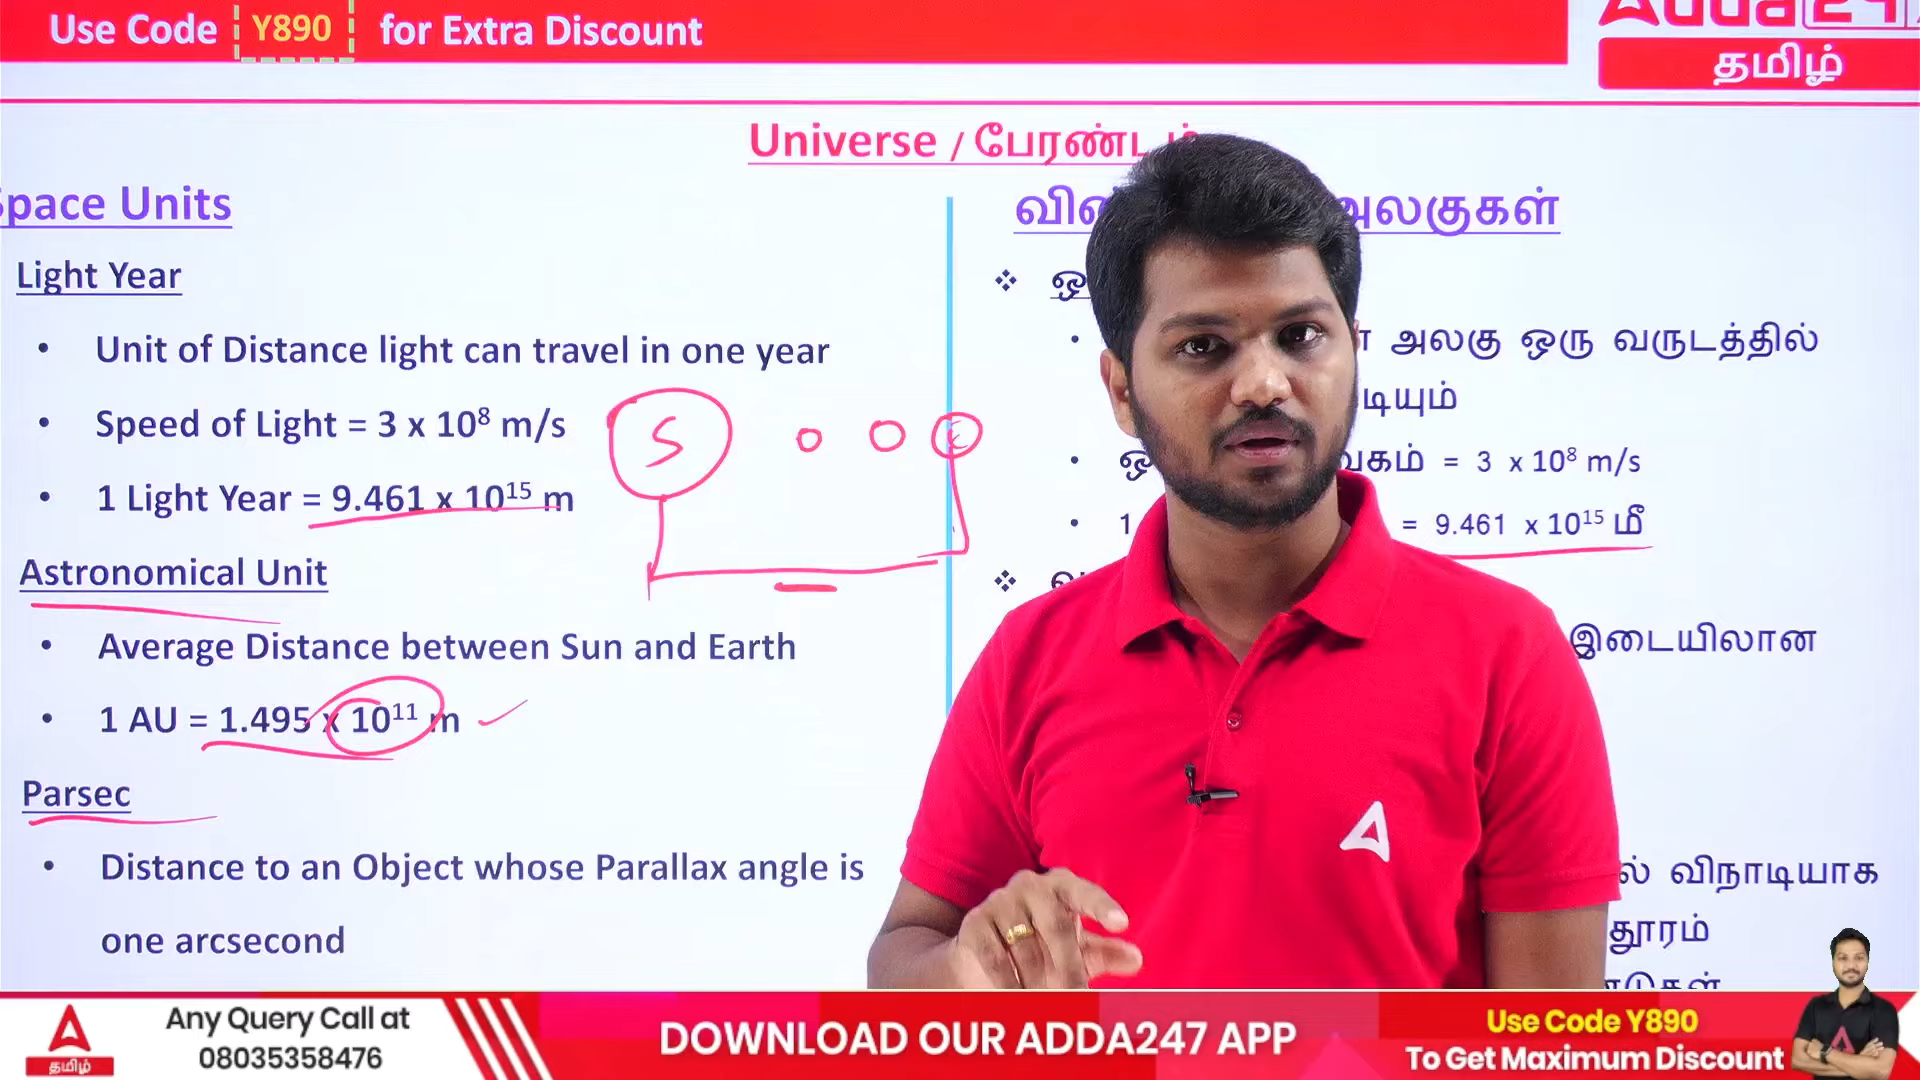 Use Code Y890 for Extra Discount
தமிழ்
Universe / பேரண்டம்
Space Units
Light Year
• Unit of Distance light can travel in one year
• Speed of Light = 3 x 10⁸ m/s
• 1 Light Year = 9.461 x 10¹⁵ m
Astronomical Unit
• Average Distance between Sun and Earth
• 1 AU = 1.495 x 10¹¹ m
Parsec
• Distance to an Object whose Parallax angle is
one arcsecond
S
E
அலகுகள்
அலகு ஒரு வருடத்தில்
= 3 x 10⁸ m/s
• 1 = 9.461 x 10¹⁵ மீ
இடையிலான
விநாடியாக
தூரம்
தமிழ்
Any Query Call at
08035358476
DOWNLOAD OUR ADDA247 APP
Use Code Y890
To Get Maximum Discount